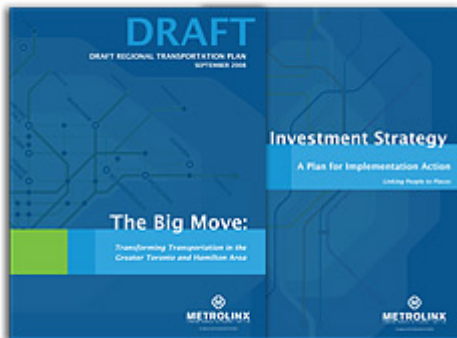 DRAFT
DRAFT REGIONAL TRANSPORTATION PLAN
SEPTEMBER 2008
The Big Move:
Transforming Transportation in the
Greater Toronto and Hamilton Area
METROLINX
Investment Strategy
A Plan for Implementation Action
Linking People to Places
METROLINX